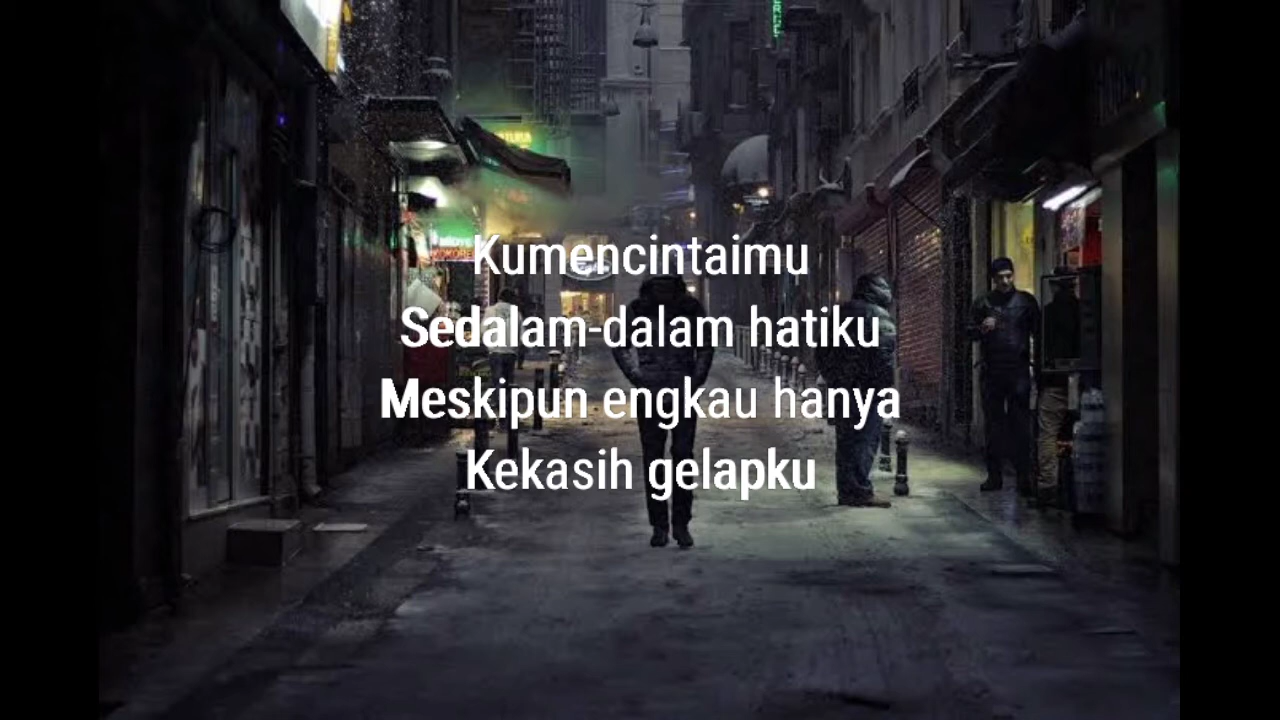 Kumencintaimu
Sedalam-dalam hatiku
Meskipun engkau hanya
Kekasih gelapku